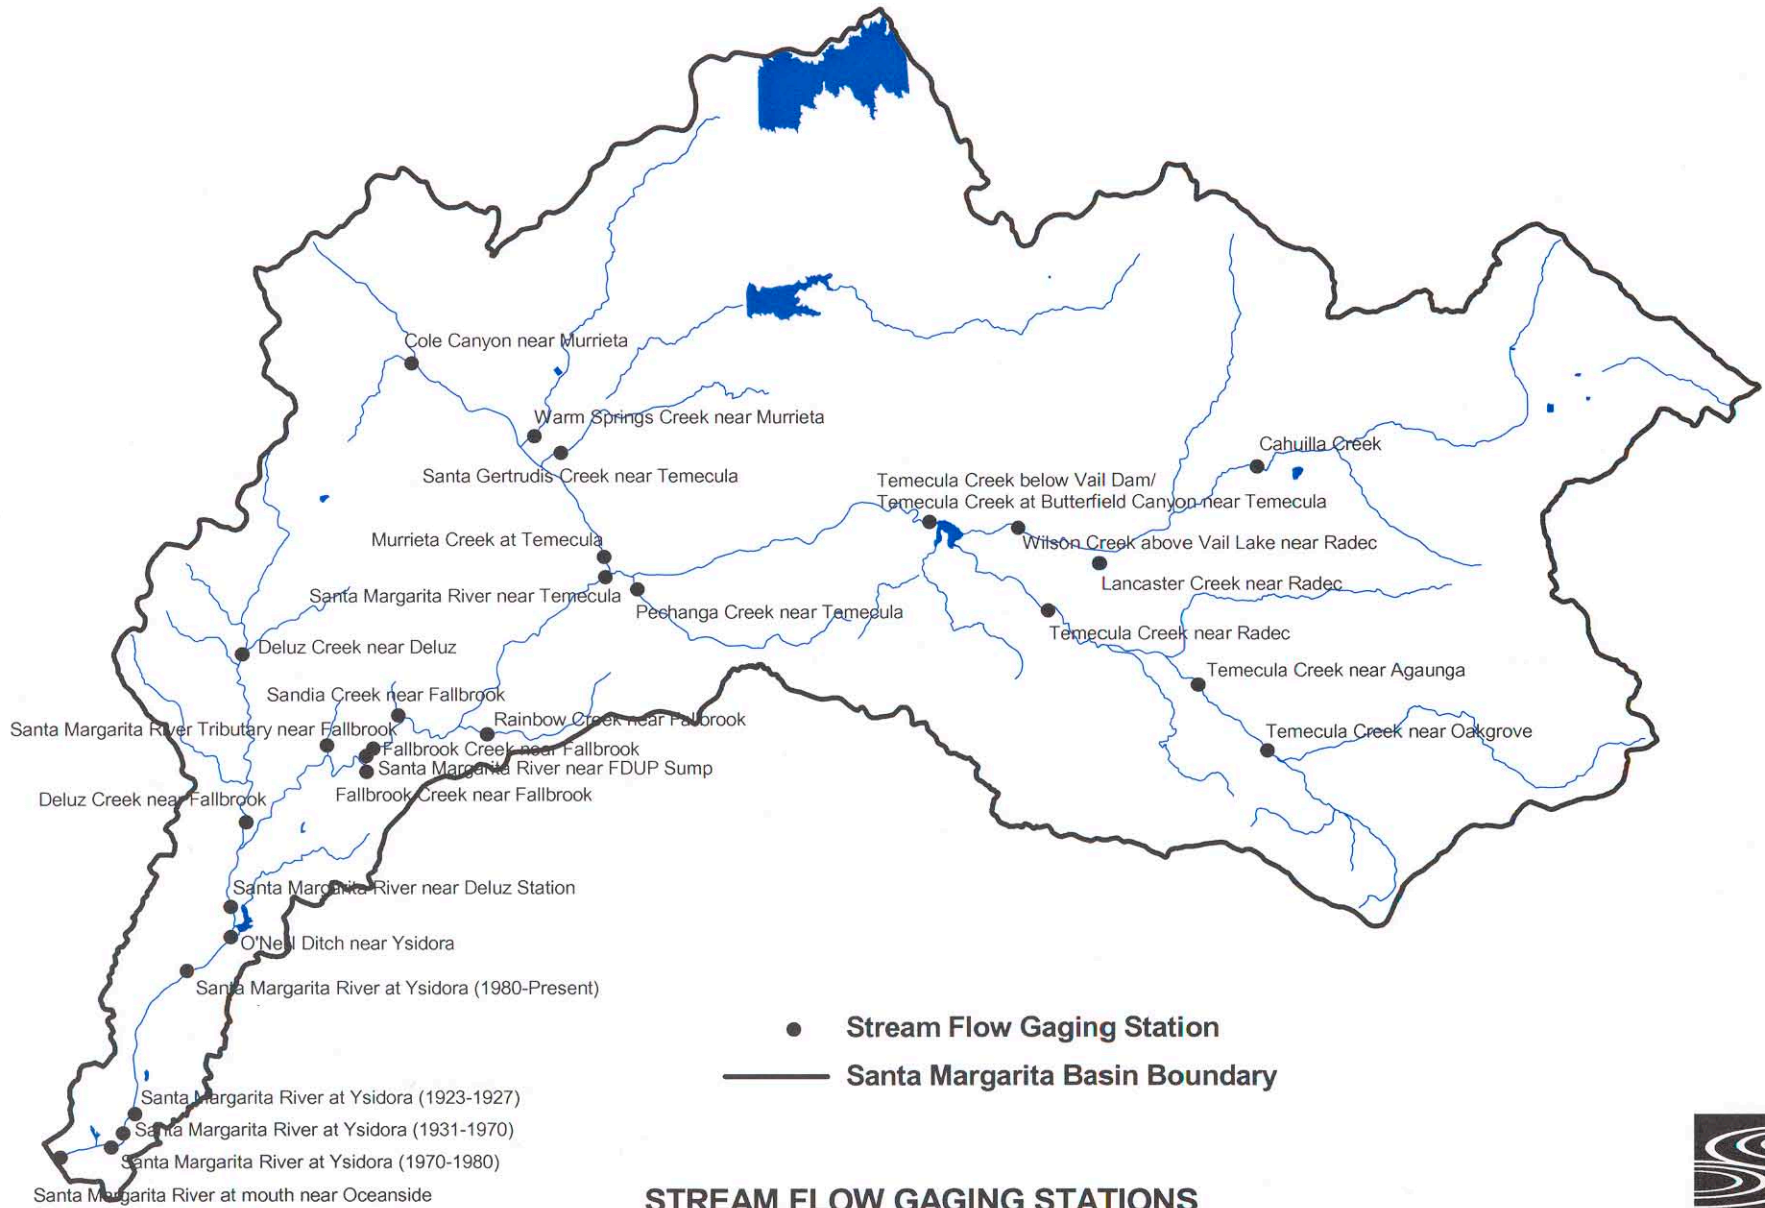 Cole Canyon near Murrieta
Warm Springs Creek near Murrieta
Santa Gertrudis Creek near Temecula
Cahuilla Creek
Temecula Creek below Vail Dam/
Temecula Creek at Butterfield Canyon near Temecula
Murrieta Creek at Temecula
Wilson Creek above Vail Lake near Radec
Lancaster Creek near Radec
Santa Margarita River near Temecula
Pechanga Creek near Temecula
Temecula Creek near Radec
Deluz Creek near Deluz
Temecula Creek near Agaunga
Sandia Creek near Fallbrook
Rainbow Creek near Fallbrook
Santa Margarita River Tributary near Fallbrook
Temecula Creek near Oakgrove
Fallbrook Creek near Fallbrook
Santa Margarita River near FDUP Sump
Fallbrook Creek near Fallbrook
Deluz Creek near Fallbrook
Santa Margarita River near Deluz Station
O'Neill Ditch near Ysidora
Santa Margarita River at Ysidora (1980-Present)
Stream Flow Gaging Station
Santa Margarita Basin Boundary
Santa Margarita River at Ysidora (1923-1927)
Santa Margarita River at Ysidora (1931-1970)
Santa Margarita River at Ysidora (1970-1980)
Santa Margarita River at mouth near Oceanside
STREAM FLOW GAGING STATIONS